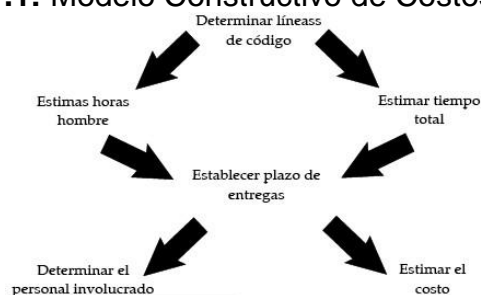 .1. Modelo Constructivo de Costos
Determinar líneass
de código
Estimas horas
hombre
Estimar tiempo
total
Establecer plazo de
entregas
Determinar el
personal involucrado
Estimar el
costo